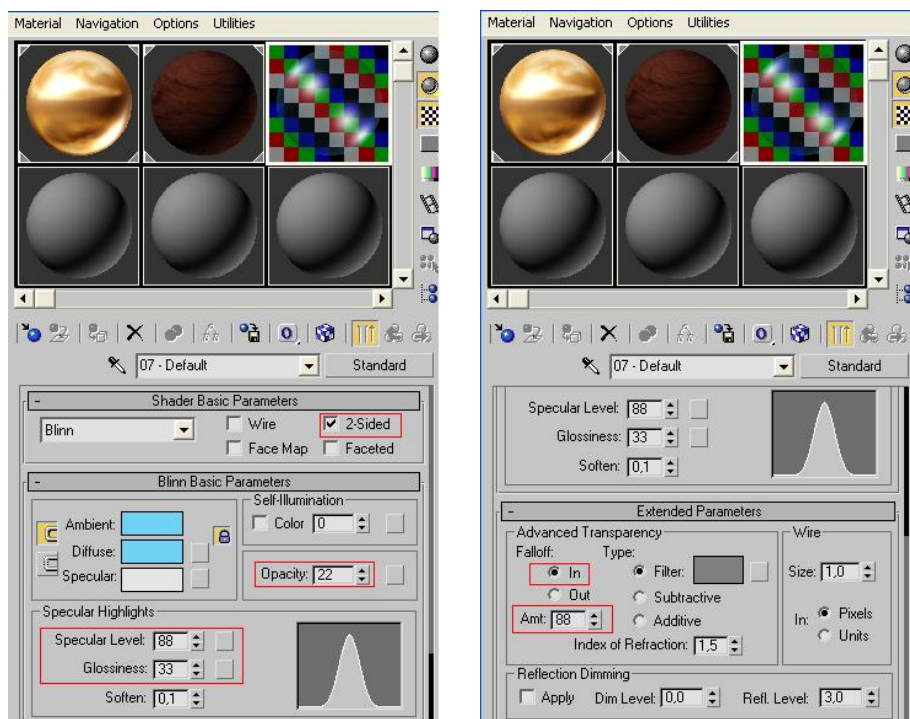 Material Navigation Options Utilities
07 - Default Standard
- Shader Basic Parameters
Blinn Wire 2-Sided
Face Map Faceted
- Blinn Basic Parameters
Self-Illumination
Ambient: Color 0
Diffuse:
Specular: Opacity: 22
Specular Highlights
Specular Level: 88
Glossiness: 33
Soften: 0,1
Material Navigation Options Utilities
07 - Default Standard
Specular Level: 88
Glossiness: 33
Soften: 0,1
- Extended Parameters
Advanced Transparency Wire
Falloff: Type:
In Filter: Size: 1,0
Out Subtractive
Amt: 88 Additive In: Pixels
Units
Index of Refraction: 1,5
Reflection Dimming
Apply Dim Level: 0,0 Refl. Level: 3,0